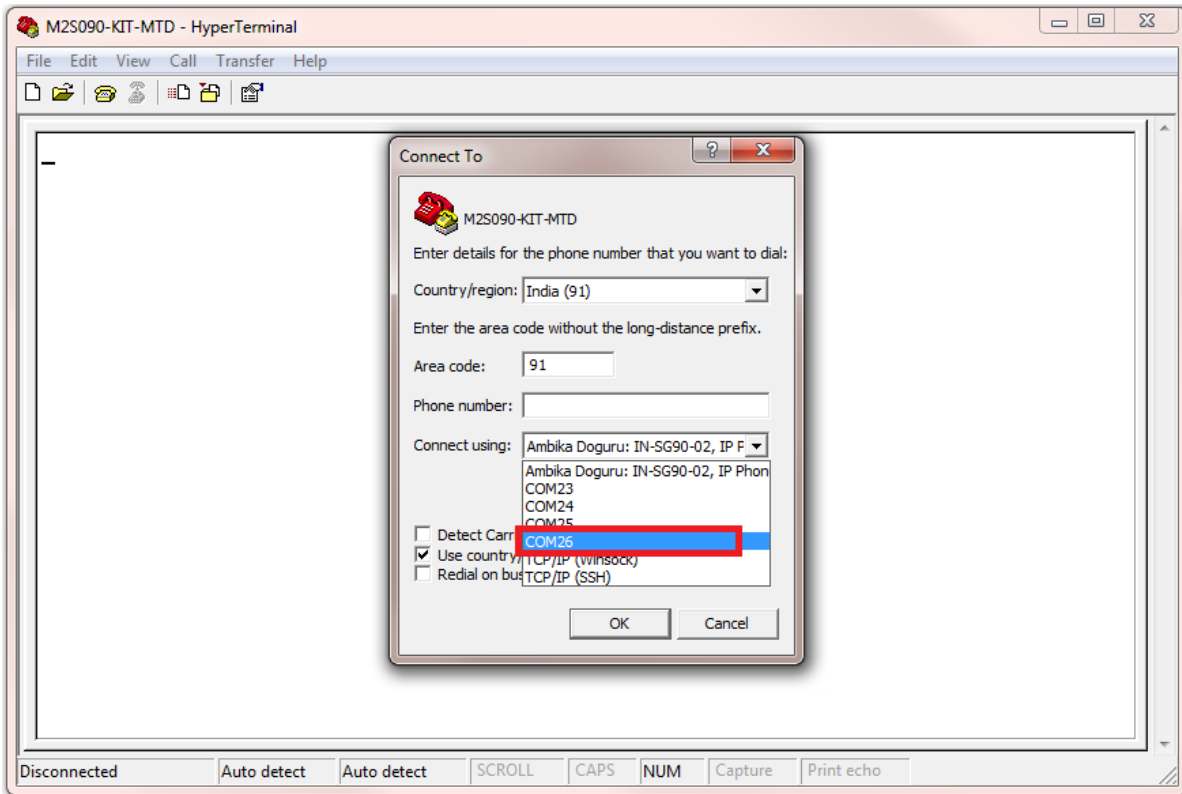 M2S090-KIT-MTD - HyperTerminal
File Edit View Call Transfer Help
Connect To
M2S090-KIT-MTD
Enter details for the phone number that you want to dial:
Country/region: India (91)
Enter the area code without the long-distance prefix.
Area code: 91
Phone number:
Connect using: Ambika Doguru: IN-SG90-02, IP P
Ambika Doguru: IN-SG90-02, IP Phon
COM23
COM24
COM25
Detect Carr COM26
Use country/ TCP/IP (Winsock)
Redial on bus TCP/IP (SSH)
OK Cancel
Disconnected Auto detect Auto detect SCROLL CAPS NUM Capture Print echo